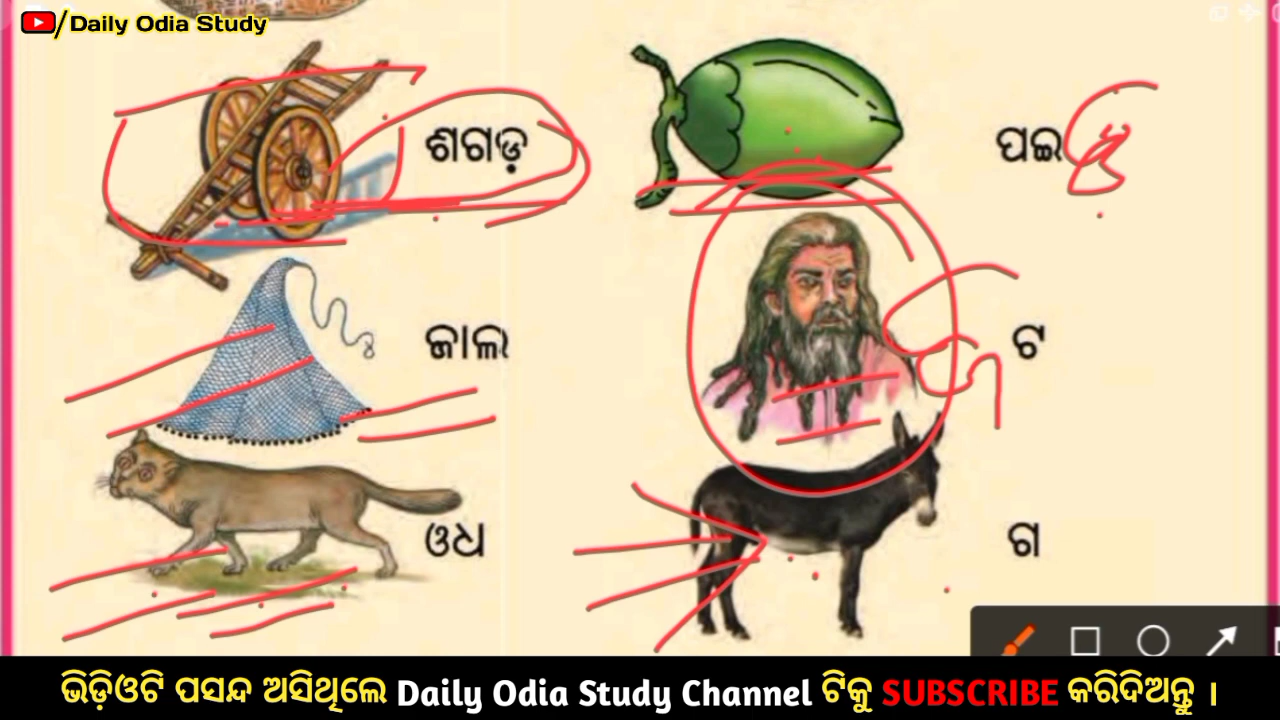 /Daily Odia Study
ଶଗଡ଼
ପଇ
ଜାଲ
ଟ
ଓଧ
ଗ
ଭିଡ଼ିଓଟି ପସନ୍ଦ ଅସିଥିଲେ Daily Odia Study Channel ଟିକୁ SUBSCRIBE କରିଦିଅନ୍ତୁ ।